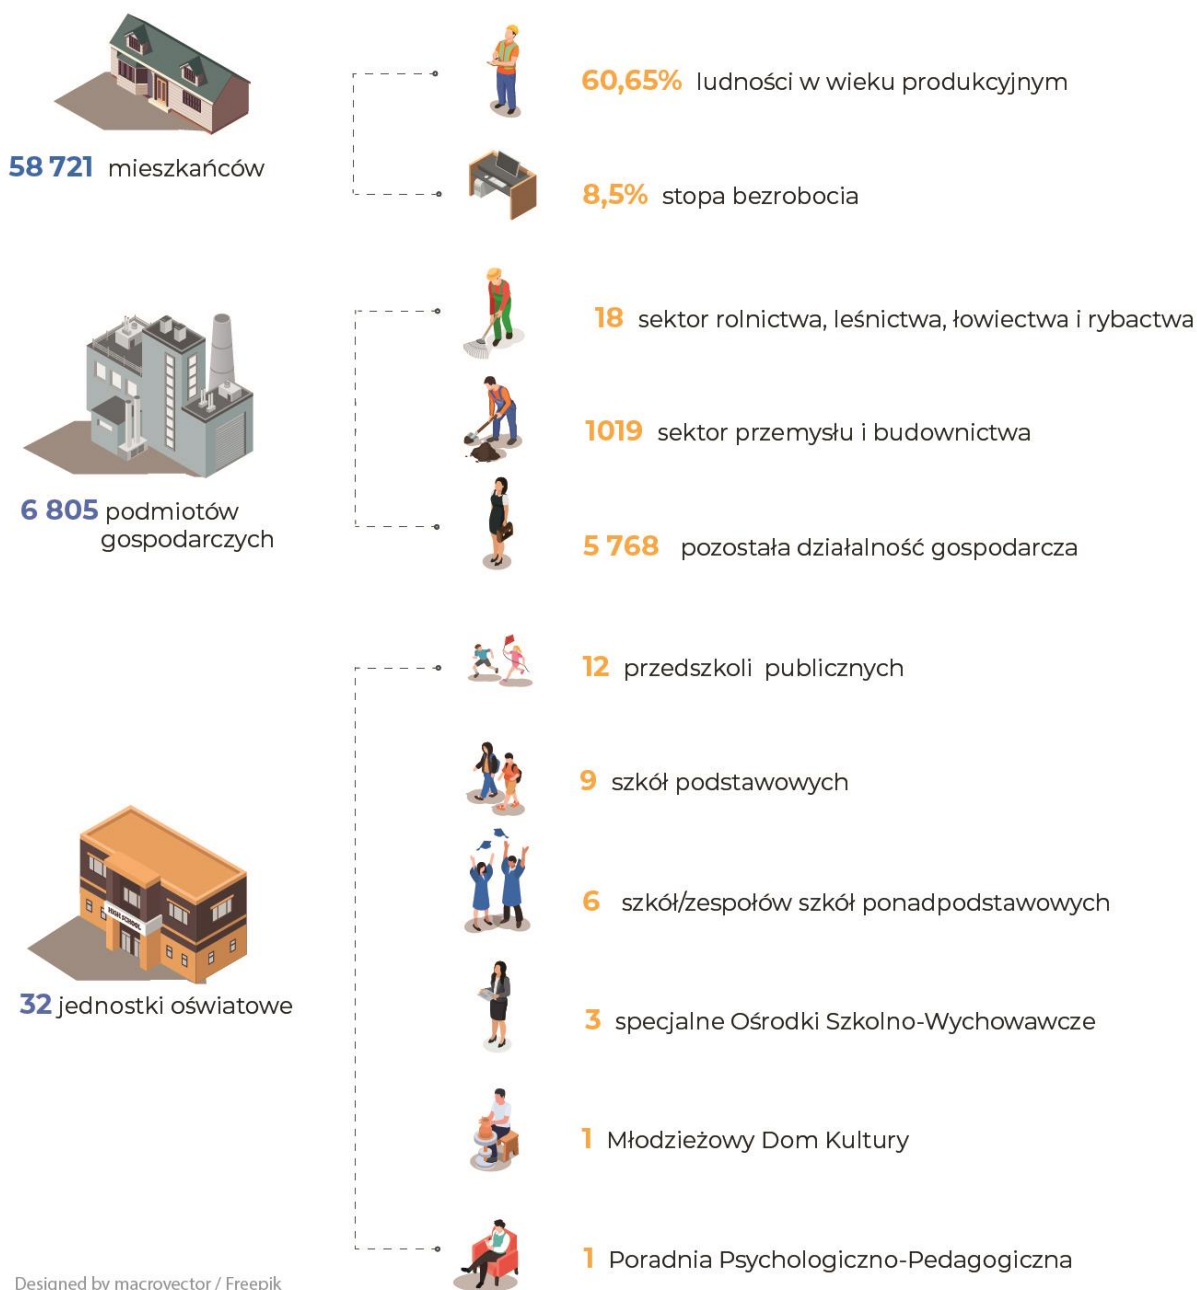 58 721 mieszkańców
60,65% ludności w wieku produkcyjnym
8,5% stopa bezrobocia
6 805 podmiotów
gospodarczych
18 sektor rolnictwa, leśnictwa, łowiectwa i rybactwa
1019 sektor przemysłu i budownictwa
5 768 pozostała działalność gospodarcza
HIGH SCHOOL
32 jednostki oświatowe
12 przedszkoli publicznych
9 szkół podstawowych
6 szkół/zespołów szkół ponadpodstawowych
3 specjalne Ośrodki Szkolno-Wychowawcze
1 Młodzieżowy Dom Kultury
1 Poradnia Psychologiczno-Pedagogiczna
Designed by macrovector / Freepik